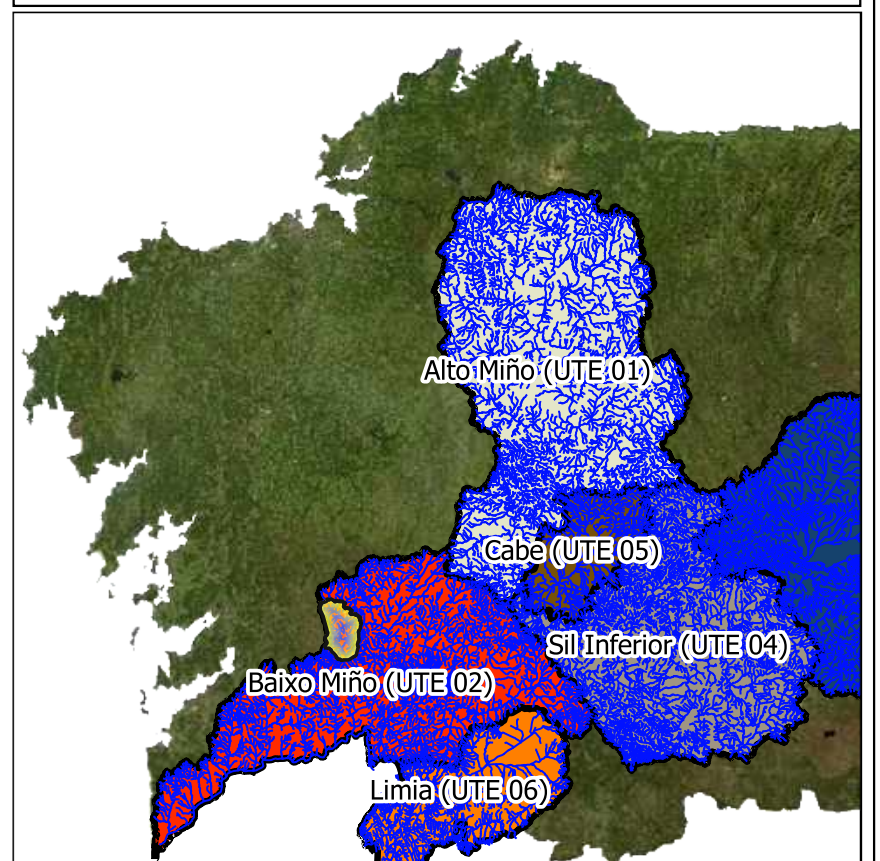 Alto Miño (UTE 01)
Cabe (UTE 05)
Sil Inferior (UTE 04)
Baixo Miño (UTE 02)
Limia (UTE 06)